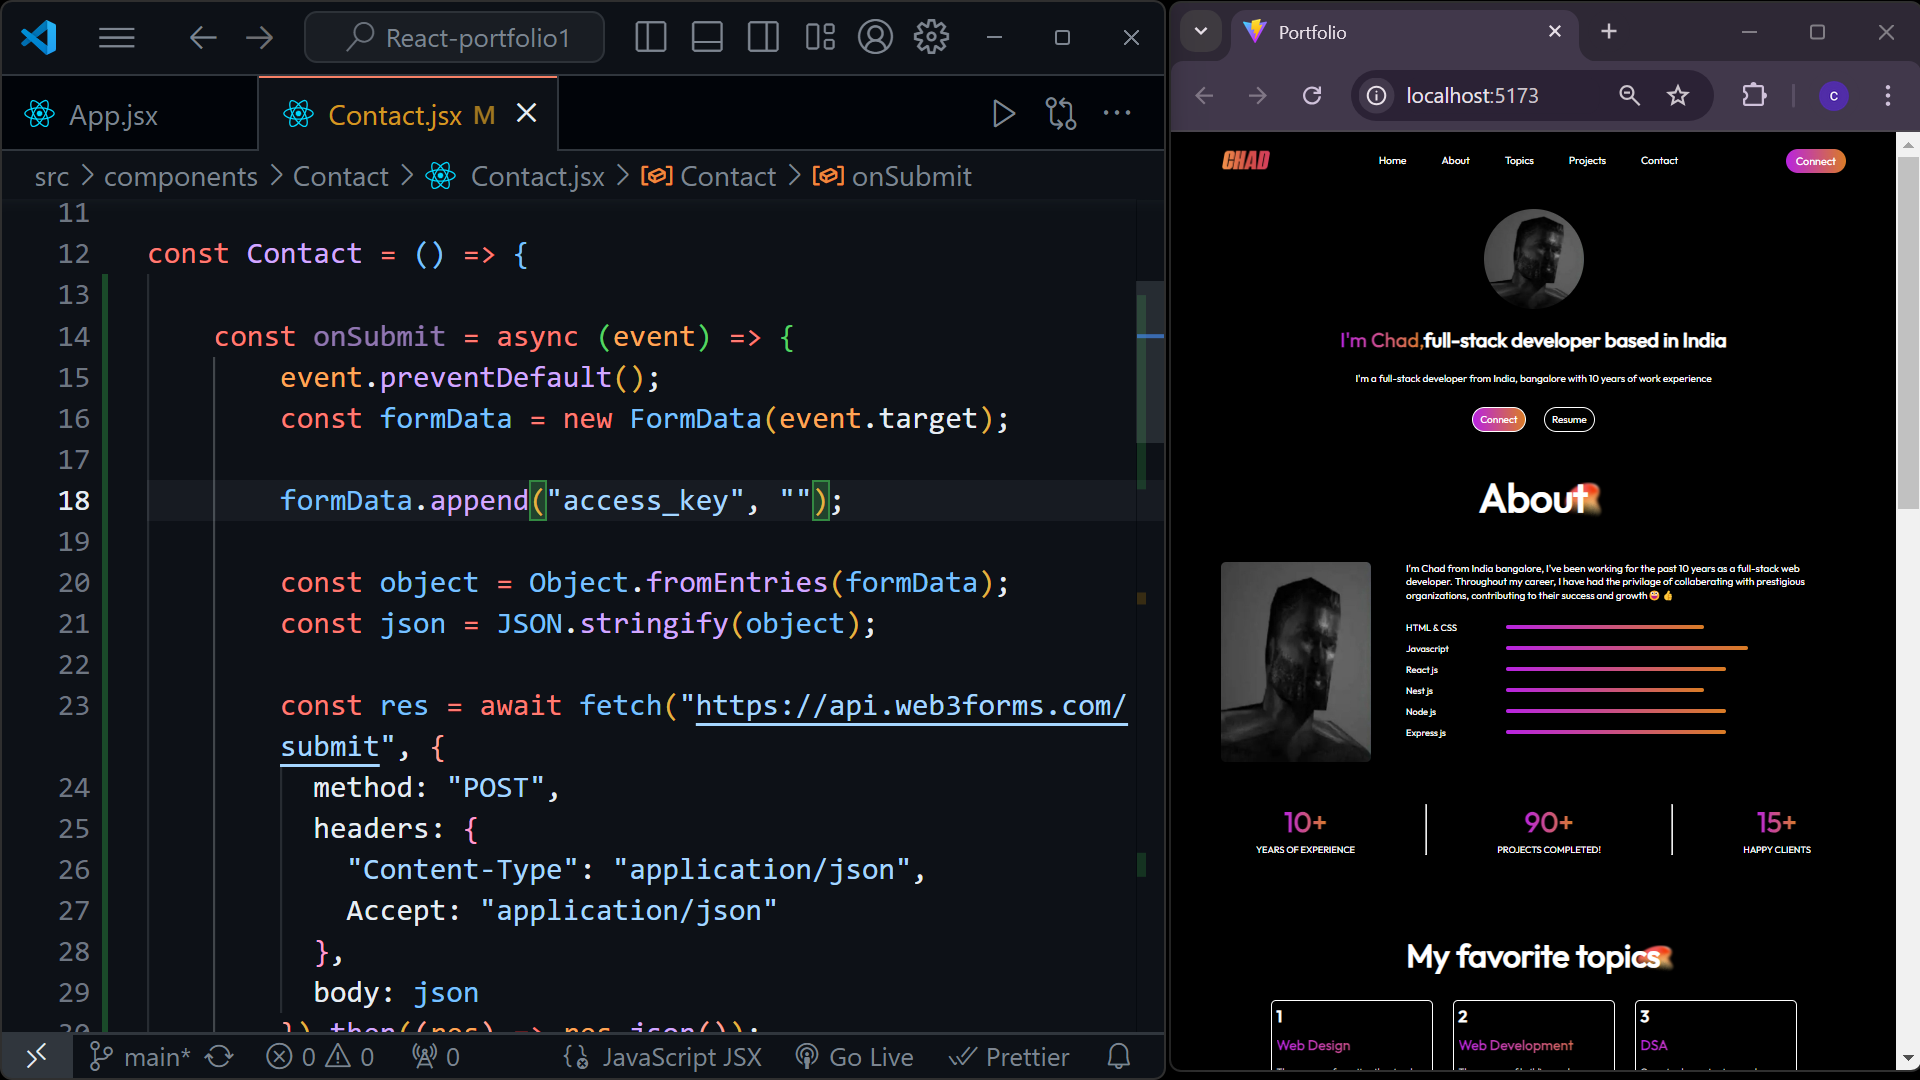 React-portfolio1
App.jsx
Contact.jsx M
src > components > Contact > Contact.jsx > Contact > onSubmit
11
12 const Contact = () => {
13
14 const onSubmit = async (event) => {
15 event.preventDefault();
16 const formData = new FormData(event.target);
17
18 formData.append("access_key", "");
19
20 const object = Object.fromEntries(formData);
21 const json = JSON.stringify(object);
22
23 const res = await fetch("https://api.web3forms.com/
submit", {
24 method: "POST",
25 headers: {
26 "Content-Type": "application/json",
27 Accept: "application/json"
28 },
29 body: json
30 }).then((res) => res.json());
main* 0 0 0 JavaScript JSX Go Live Prettier
Portfolio
localhost:5173
C
CHAD
Home About Topics Projects Contact
Connect
I'm Chad,full-stack developer based in India
I'm a full-stack developer from India, bangalore with 10 years of work experience
Connect Resume
About
I'm Chad from India bangalore, I've been working for the past 10 years as a full-stack web
developer. Throughout my career, I have had the privilage of collaberating with prestigious
organizations, contributing to their success and growth😄👍
HTML & CSS
Javascript
React js
Nest js
Node js
Express js
10+ 90+ 15+
YEARS OF EXPERIENCE PROJECTS COMPLETED! HAPPY CLIENTS
My favorite topics
1 2 3
Web Design Web Development DSA